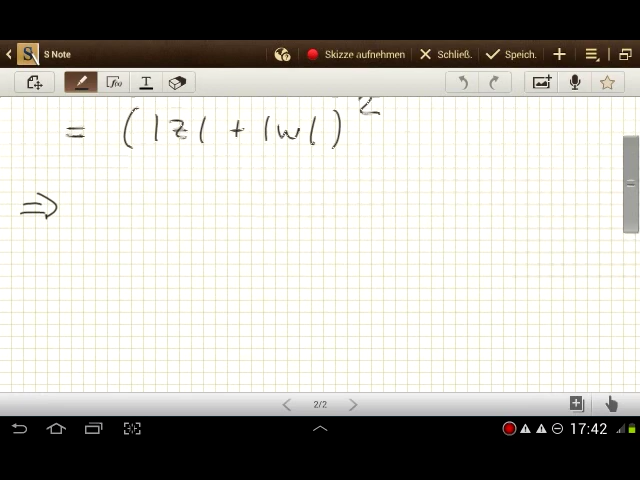 S Note
Skizze aufnehmen
Schließ.
Speich.
f(x)
T
= (|z| + |w|)²
⇒
2/2
17:42